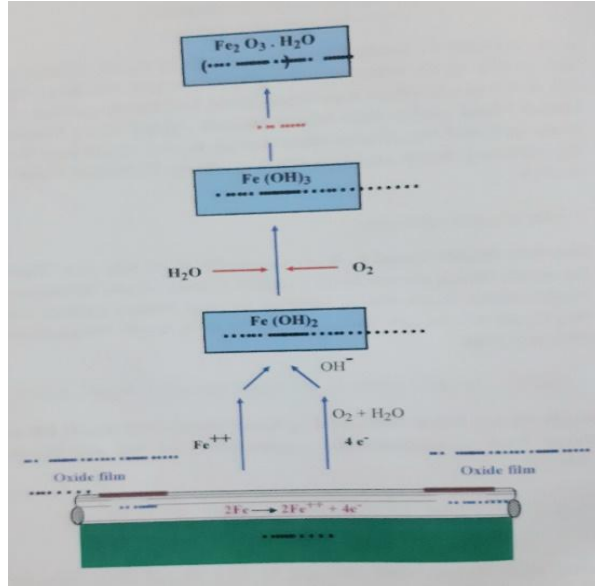 Fe₂ O₃ . H₂O
Fe (OH)₃
H₂O
O₂
Fe (OH)₂
OH⁻
O₂ + H₂O
Fe⁺⁺
4 e⁻
Oxide film
Oxide film
2Fe → 2Fe⁺⁺ + 4e⁻